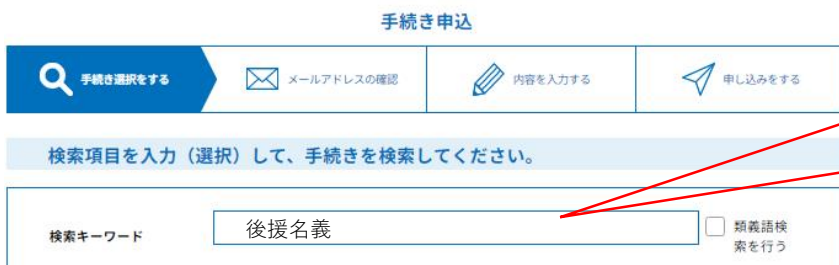 手続き申込
手続き選択をする
メールアドレスの確認
内容を入力する
申し込みをする
検索項目を入力（選択）して、手続きを検索してください。
検索キーワード
後援名義
類義語検
索を行う